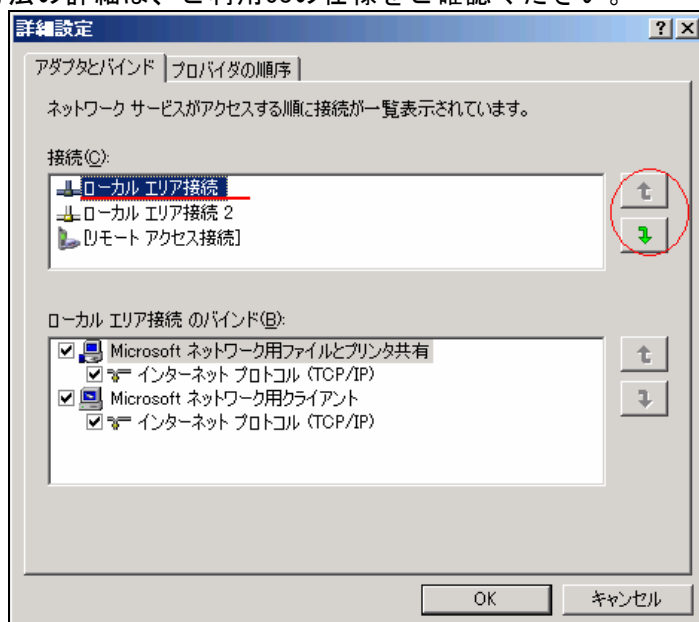 法の詳細は、ご利用OSの仕様をご確認ください。
詳細設定
アダプタとバインド プロバイダの順序
ネットワーク サービスがアクセスする順に接続が一覧表示されています。
接続(C):
ローカル エリア接続
ローカル エリア接続 2
[リモート アクセス接続]
ローカル エリア接続 のバインド(B):
Microsoft ネットワーク用ファイルとプリンタ共有
インターネット プロトコル (TCP/IP)
Microsoft ネットワーク用クライアント
インターネット プロトコル (TCP/IP)
OK キャンセル